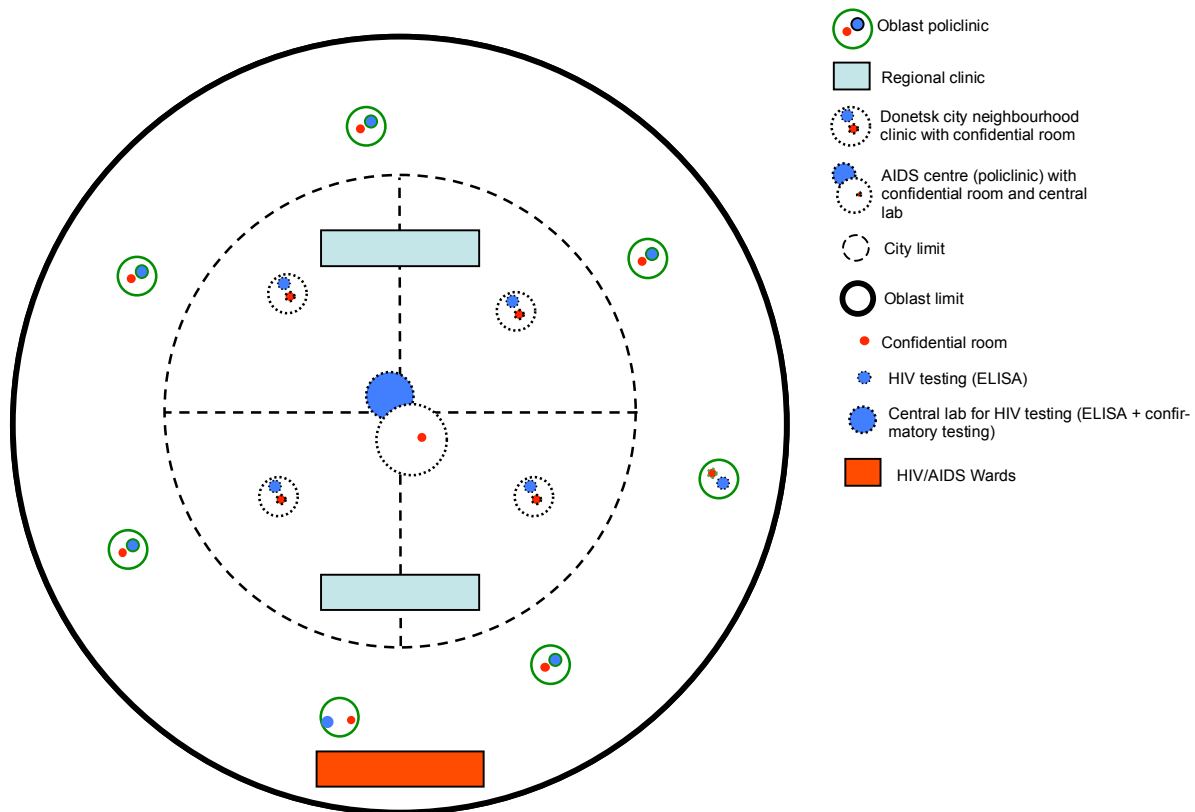 Oblast policlinic
Regional clinic
Donetsk city neighbourhood
clinic with confidential room
AIDS centre (policlinic) with
confidential room and central
lab
City limit
Oblast limit
Confidential room
HIV testing (ELISA)
Central lab for HIV testing (ELISA + confir-
matory testing)
HIV/AIDS Wards